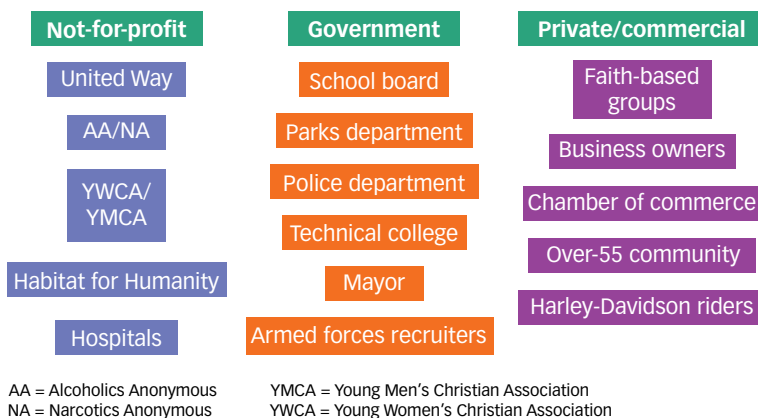 Not-for-profit
United Way
AA/NA
YWCA/
YMCA
Habitat for Humanity
Hospitals
Government
School board
Parks department
Police department
Technical college
Mayor
Armed forces recruiters
Private/commercial
Faith-based
groups
Business owners
Chamber of commerce
Over-55 community
Harley-Davidson riders
AA = Alcoholics Anonymous
NA = Narcotics Anonymous
YMCA = Young Men's Christian Association
YWCA = Young Women's Christian Association